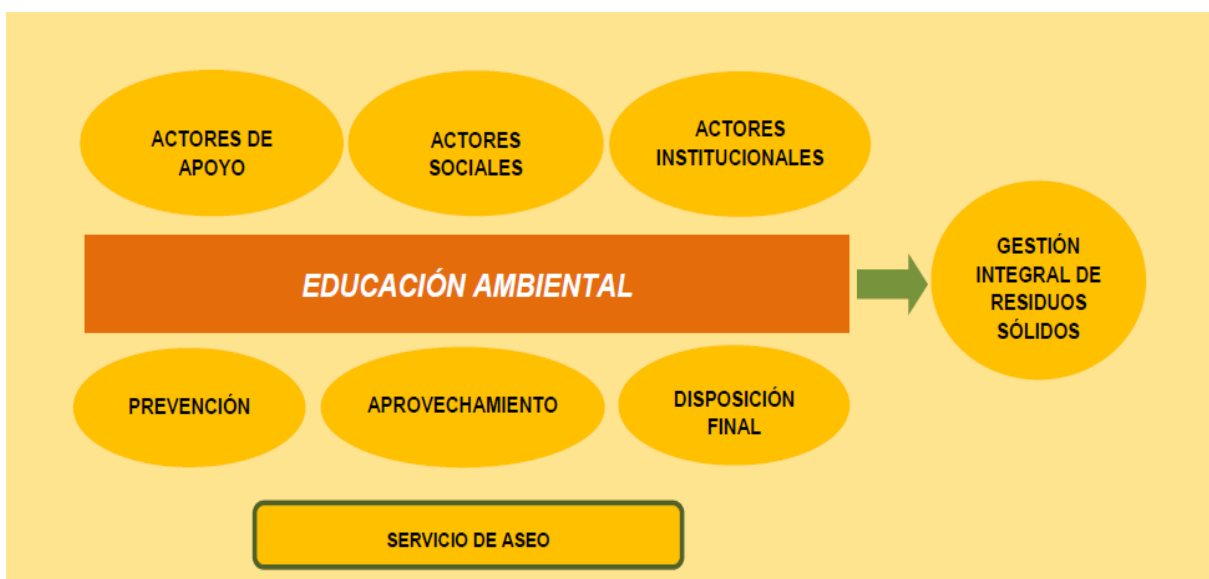 ACTORES DE
APOYO
ACTORES
SOCIALES
ACTORES
INSTITUCIONALES
EDUCACIÓN AMBIENTAL
GESTIÓN
INTEGRAL DE
RESIDUOS
SÓLIDOS
PREVENCIÓN
APROVECHAMIENTO
DISPOSICIÓN
FINAL
SERVICIO DE ASEO